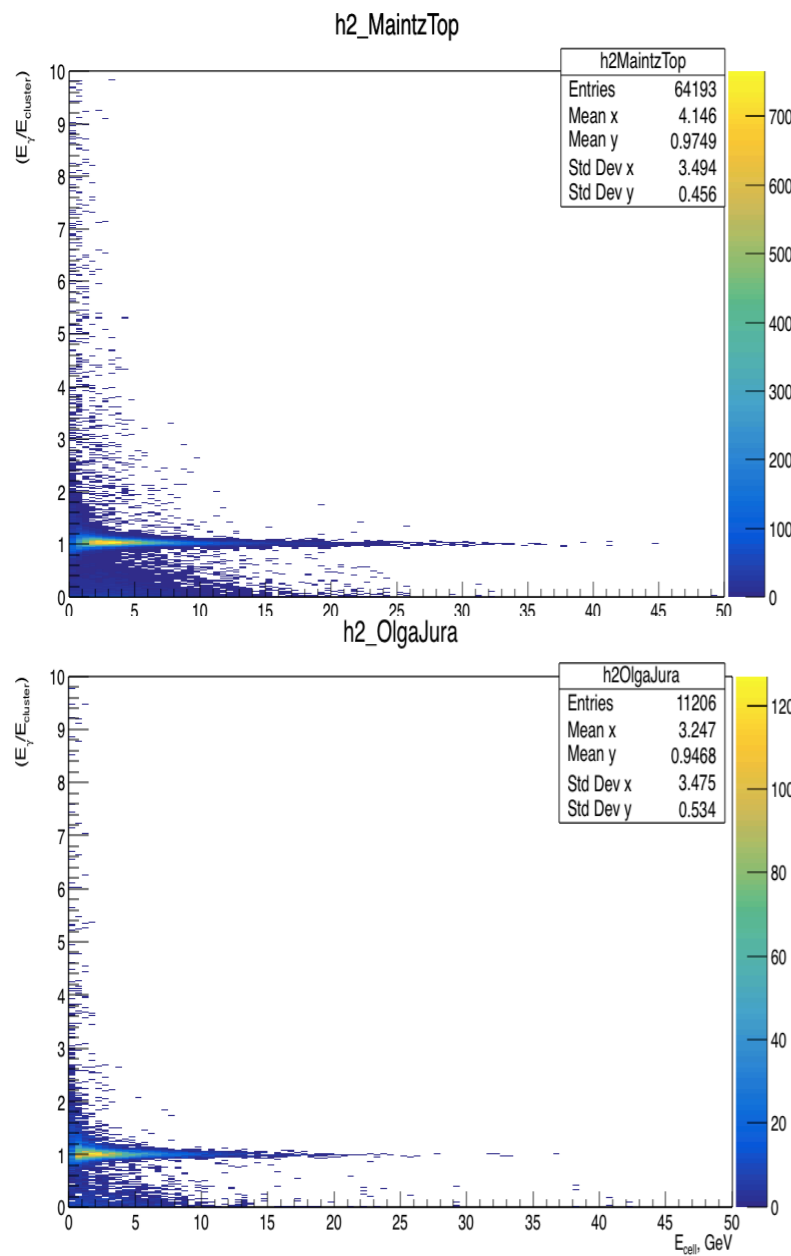 h2_MaintzTop
h2MaintzTop
Entries 64193
Mean x 4.146
Mean y 0.9749
Std Dev x 3.494
Std Dev y 0.456
(Eγ/Ecluster)
10
9
8
7
6
5
4
3
2
1
0
0 5 10 15 20 25 30 35 40 45 50
700
600
500
400
300
200
100
0
h2_OlgaJura
h2OlgaJura
Entries 11206
Mean x 3.247
Mean y 0.9468
Std Dev x 3.475
Std Dev y 0.534
(Eγ/Ecluster)
10
9
8
7
6
5
4
3
2
1
0
0 5 10 15 20 25 30 35 40 45 50
Ecell, GeV
120
100
80
60
40
20
0